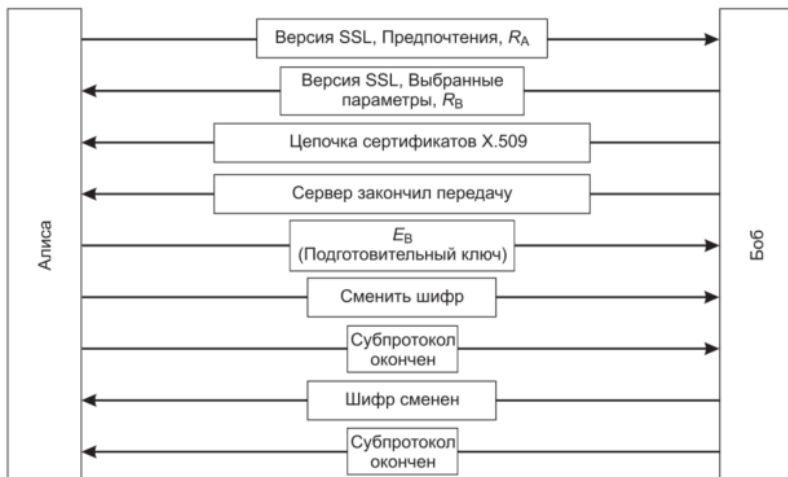 Версия SSL, Предпочтения, RA
Версия SSL, Выбранные
параметры, RB
Цепочка сертификатов X.509
Сервер закончил передачу
EB
(Подготовительный ключ)
Сменить шифр
Субпротокол
окончен
Шифр сменен
Субпротокол
окончен
Алиса
Боб